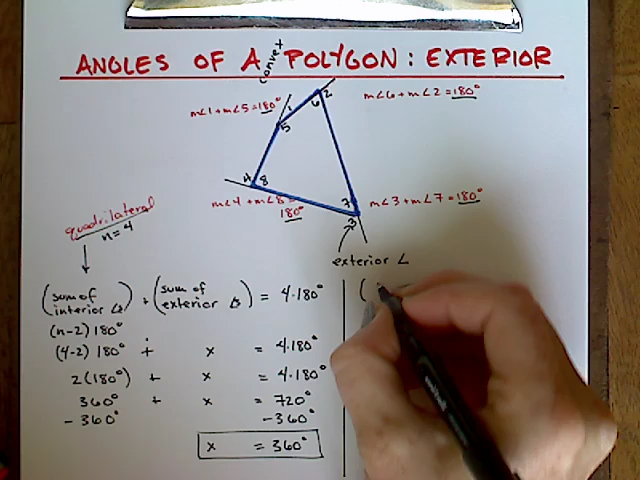 ANGLES OF A convex POLYGON: EXTERIOR
m∠1 + m∠5 = 180°
m∠6 + m∠2 = 180°
1 2
6
5
4 8
7
3
m∠4 + m∠8 =
180°
m∠3 + m∠7 = 180°
quadrilateral
n = 4
exterior ∠
(sum of interior ∠s) + (sum of exterior ∠s) = 4·180°
(n-2) 180°
(4-2) 180° + x = 4·180°
2(180°) + x = 4·180°
360° + x = 720°
- 360° - 360°
x = 360°
(